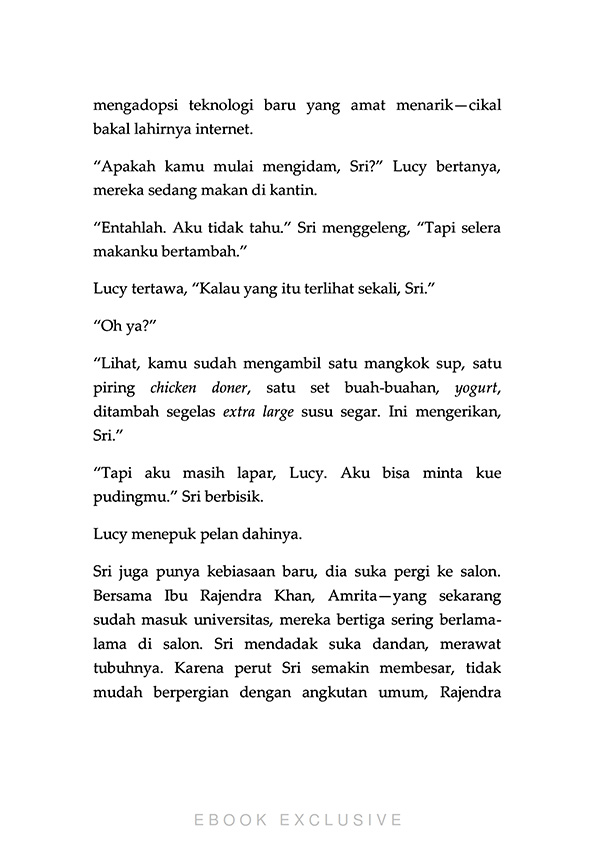 mengadopsi teknologi baru yang amat menarik—cikal
bakal lahirnya internet.
“Apakah kamu mulai mengidam, Sri?” Lucy bertanya,
mereka sedang makan di kantin.
“Entahlah. Aku tidak tahu.” Sri menggeleng, “Tapi selera
makanku bertambah.”
Lucy tertawa, “Kalau yang itu terlihat sekali, Sri.”
“Oh ya?”
“Lihat, kamu sudah mengambil satu mangkok sup, satu
piring chicken doner, satu set buah-buahan, yogurt,
ditambah segelas extra large susu segar. Ini mengerikan,
Sri.”
“Tapi aku masih lapar, Lucy. Aku bisa minta kue
pudingmu.” Sri berbisik.
Lucy menepuk pelan dahinya.
Sri juga punya kebiasaan baru, dia suka pergi ke salon.
Bersama Ibu Rajendra Khan, Amrita—yang sekarang
sudah masuk universitas, mereka bertiga sering berlama-
lama di salon. Sri mendadak suka dandan, merawat
tubuhnya. Karena perut Sri semakin membesar, tidak
mudah berpergian dengan angkutan umum, Rajendra
EBOOK EXCLUSIVE